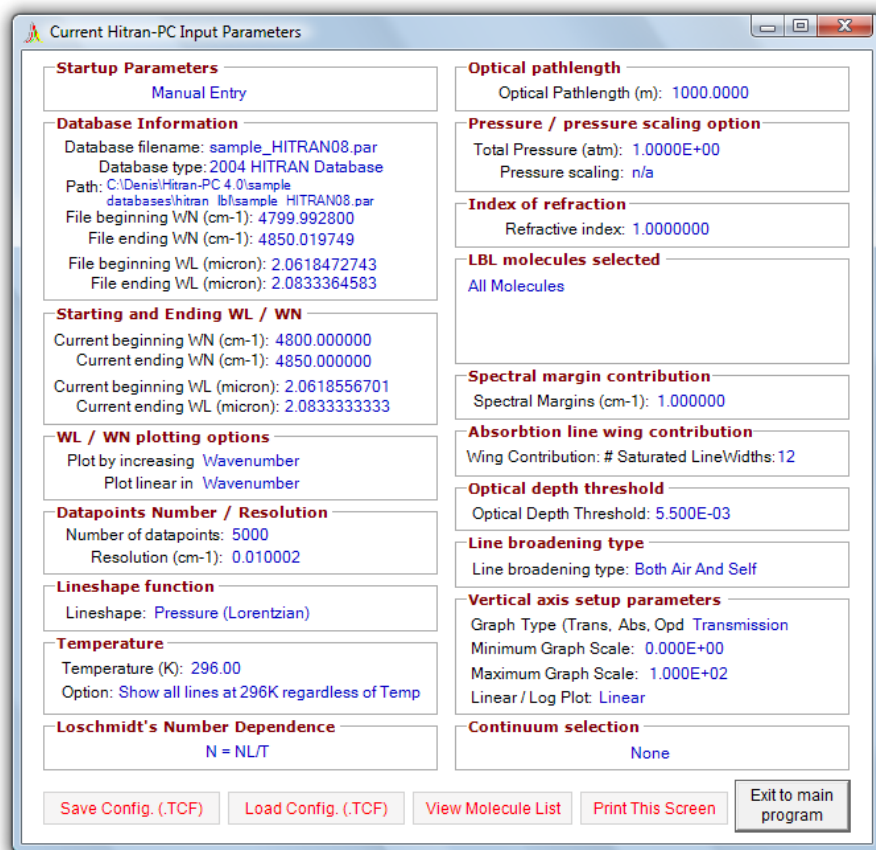 Current Hitran-PC Input Parameters
Startup Parameters
Manual Entry
Database Information
Database filename: sample_HITRAN08.par
Database type: 2004 HITRAN Database
Path: C:\Denis\Hitran-PC 4.0\sample
databases\hitran_lbl\sample_HITRAN08.par
File beginning WN (cm-1): 4799.992800
File ending WN (cm-1): 4850.019749
File beginning WL (micron): 2.0618472743
File ending WL (micron): 2.0833364583
Starting and Ending WL / WN
Current beginning WN (cm-1): 4800.000000
Current ending WN (cm-1): 4850.000000
Current beginning WL (micron): 2.0618556701
Current ending WL (micron): 2.0833333333
WL / WN plotting options
Plot by increasing Wavenumber
Plot linear in Wavenumber
Datapoints Number / Resolution
Number of datapoints: 5000
Resolution (cm-1): 0.010002
Lineshape function
Lineshape: Pressure (Lorentzian)
Temperature
Temperature (K): 296.00
Option: Show all lines at 296K regardless of Temp
Loschmidt's Number Dependence
N = NL/T
Optical pathlength
Optical Pathlength (m): 1000.0000
Pressure / pressure scaling option
Total Pressure (atm): 1.0000E+00
Pressure scaling: n/a
Index of refraction
Refractive index: 1.0000000
LBL molecules selected
All Molecules
Spectral margin contribution
Spectral Margins (cm-1): 1.000000
Absorbtion line wing contribution
Wing Contribution: # Saturated LineWidths: 12
Optical depth threshold
Optical Depth Threshold: 5.500E-03
Line broadening type
Line broadening type: Both Air And Self
Vertical axis setup parameters
Graph Type (Trans, Abs, Opd Transmission
Minimum Graph Scale: 0.000E+00
Maximum Graph Scale: 1.000E+02
Linear / Log Plot: Linear
Continuum selection
None
Save Config. (.TCF)
Load Config. (.TCF)
View Molecule List
Print This Screen
Exit to main
program